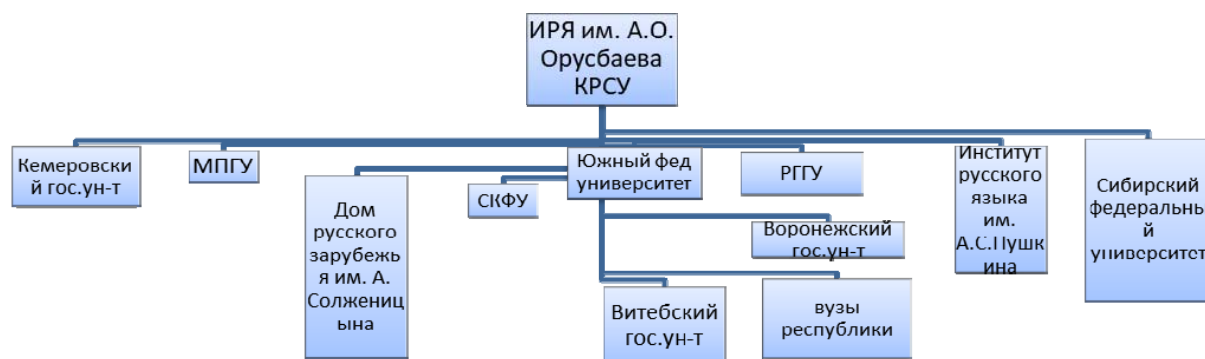 ИРЯ им. А.О.
Орусбаева
КРСУ
Кемеровски
й гос.ун-т
МПГУ
Дом
русского
зарубежь
я им. А.
Солжениц
ына
СКФУ
Южный фед
университет
РГГУ
Воронежский
гос.ун-т
Витебский
гос.ун-т
вузы
республики
Институт
русского
языка
им.
А.С.Пушк
ина
Сибирский
федеральны
й
университет